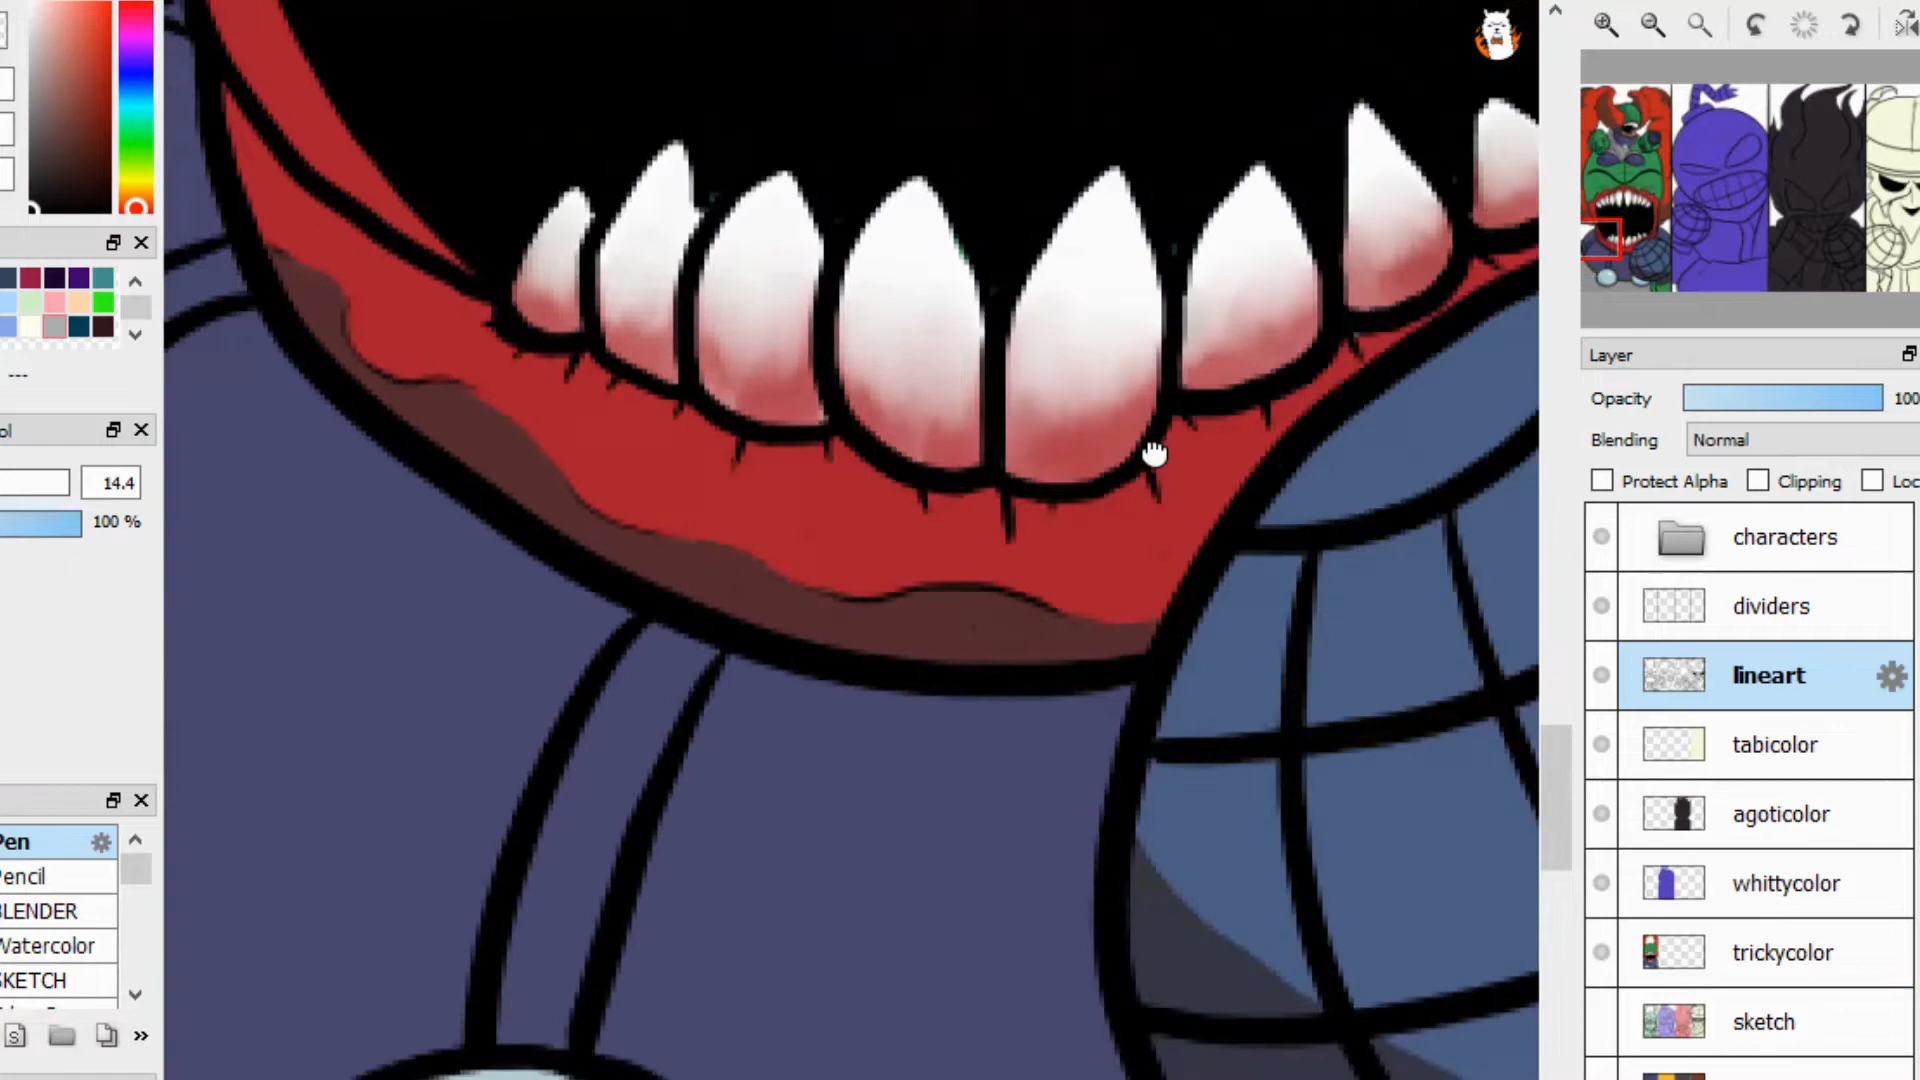 Layer
Opacity 100
Blending Normal
Protect Alpha Clipping Loc
characters
dividers
lineart
tabicolor
agoticolor
whittycolor
trickycolor
sketch
---
ol
14.4
100 %
Pen
Pencil
BLENDER
Watercolor
SKETCH